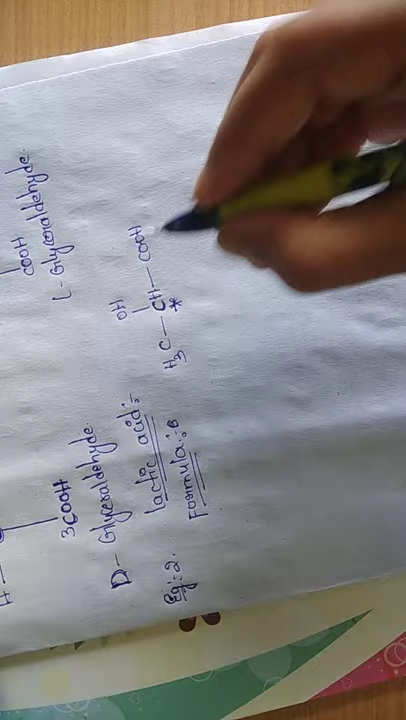 H—
3COOH
COOH
D- Glyceraldehyde.
L-Glyceraldehyde.
Eg:-2. Lactic acid:-
OH
Formula:-
H3C—CH—COOH
*